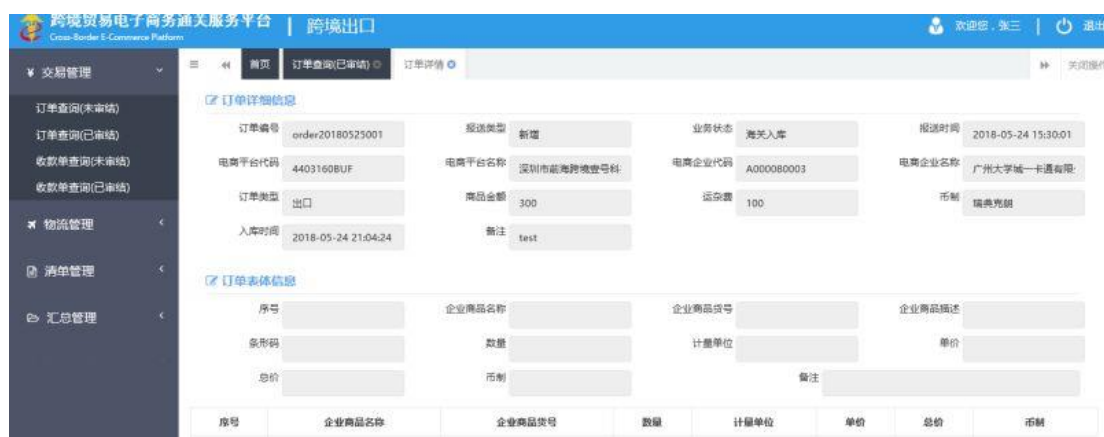 跨境贸易电子商务通关服务平台 | 跨境出口 欢迎您，张三 | 退出
Cross-Border E-Commerce Platform
¥ 交易管理
订单查询(未审结)
订单查询(已审结)
收款单查询(未审结)
收款单查询(已审结)
物流管理
清单管理
汇总管理
首页 订单查询(已审结) 订单详情 关闭操作
订单详细信息
订单编号 order20180525001 报送类型 新增 业务状态 海关入库 报送时间 2018-05-24 15:30:01
电商平台代码 4403160BUF 电商平台名称 深圳市前海跨境壹号科 电商企业代码 A000080003 电商企业名称 广州大学城一卡通有限
订单类型 出口 商品金额 300 运杂费 100 币制 瑞典克朗
入库时间 2018-05-24 21:04:24 备注 test
订单表体信息
序号 企业商品名称 企业商品货号 企业商品描述
条形码 数量 计量单位 单价
总价 币制 备注
序号 企业商品名称 企业商品货号 数量 计量单位 单价 总价 币制